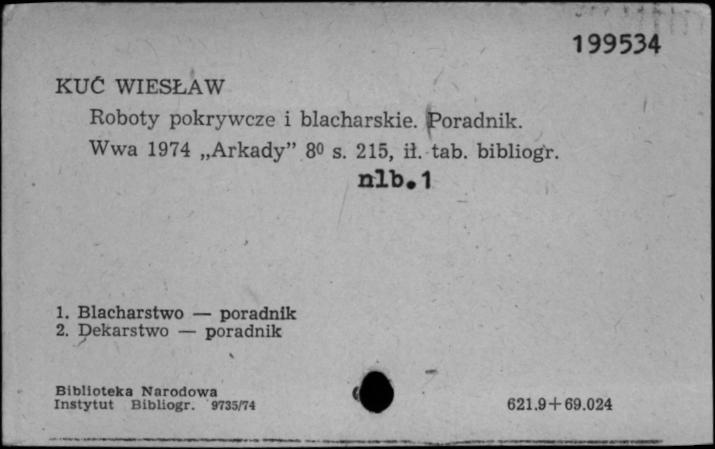 199534
KUĆ WIESŁAW
Roboty pokrywcze i blacharskie. Poradnik.
Wwa 1974 „Arkady” 8⁰ s. 215, ił. tab. bibliogr.
nlb.1
1. Blacharstwo — poradnik
2. Dekarstwo — poradnik
Biblioteka Narodowa
Instytut Bibliogr. 9735/74
621.9+69.024